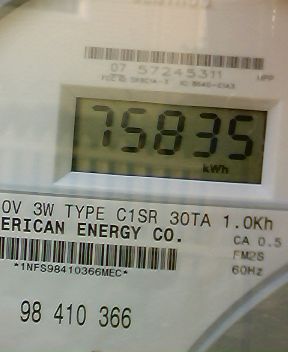 07 57245311 UPP
75835
kWh
0V 3W TYPE C1SR 30TA 1.0Kh
ERICAN ENERGY CO.
CA 0.5
FM2S
60Hz
*1NFS98410366MEC*
98 410 366